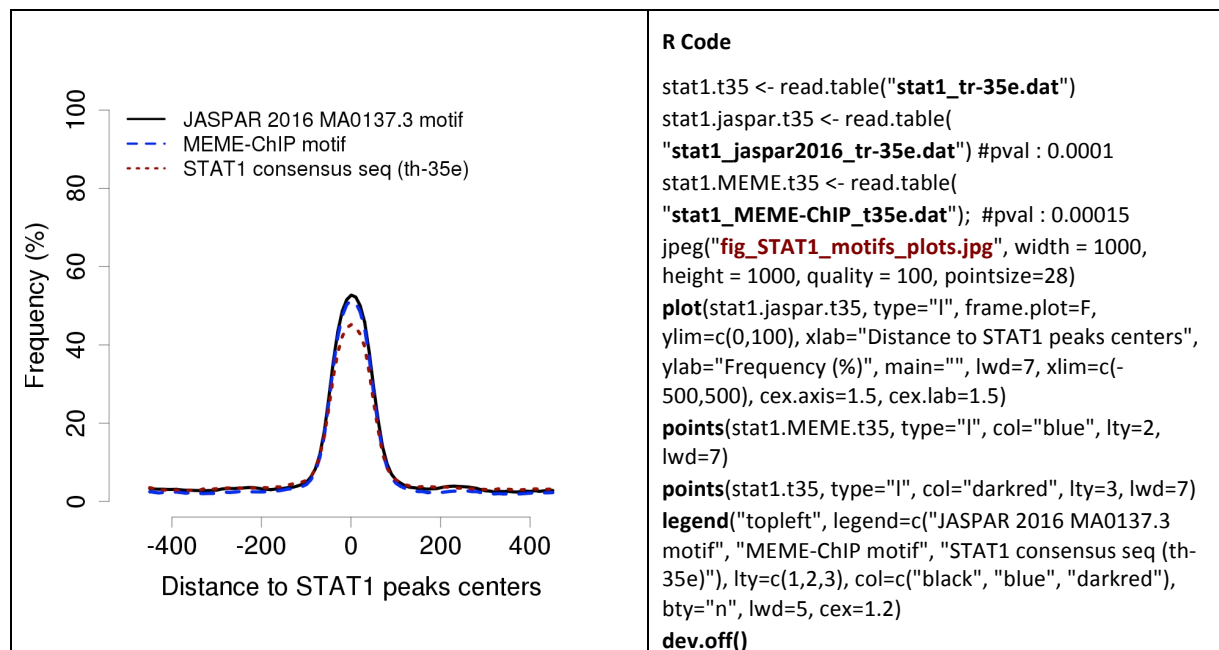 100
80
60
40
20
0
Frequency (%)
JASPAR 2016 MA0137.3 motif
MEME-ChIP motif
STAT1 consensus seq (th-35e)
-400 -200 0 200 400
Distance to STAT1 peaks centers
R Code
stat1.t35 <- read.table("stat1_tr-35e.dat")
stat1.jaspar.t35 <- read.table(
"stat1_jaspar2016_tr-35e.dat") #pval : 0.0001
stat1.MEME.t35 <- read.table(
"stat1_MEME-ChIP_t35e.dat"); #pval : 0.00015
jpeg("fig_STAT1_motifs_plots.jpg", width = 1000,
height = 1000, quality = 100, pointsize=28)
plot(stat1.jaspar.t35, type="l", frame.plot=F,
ylim=c(0,100), xlab="Distance to STAT1 peaks centers",
ylab="Frequency (%)", main="", lwd=7, xlim=c(-
500,500), cex.axis=1.5, cex.lab=1.5)
points(stat1.MEME.t35, type="l", col="blue", lty=2,
lwd=7)
points(stat1.t35, type="l", col="darkred", lty=3, lwd=7)
legend("topleft", legend=c("JASPAR 2016 MA0137.3
motif", "MEME-ChIP motif", "STAT1 consensus seq (th-
35e)"), lty=c(1,2,3), col=c("black", "blue", "darkred"),
bty="n", lwd=5, cex=1.2)
dev.off()